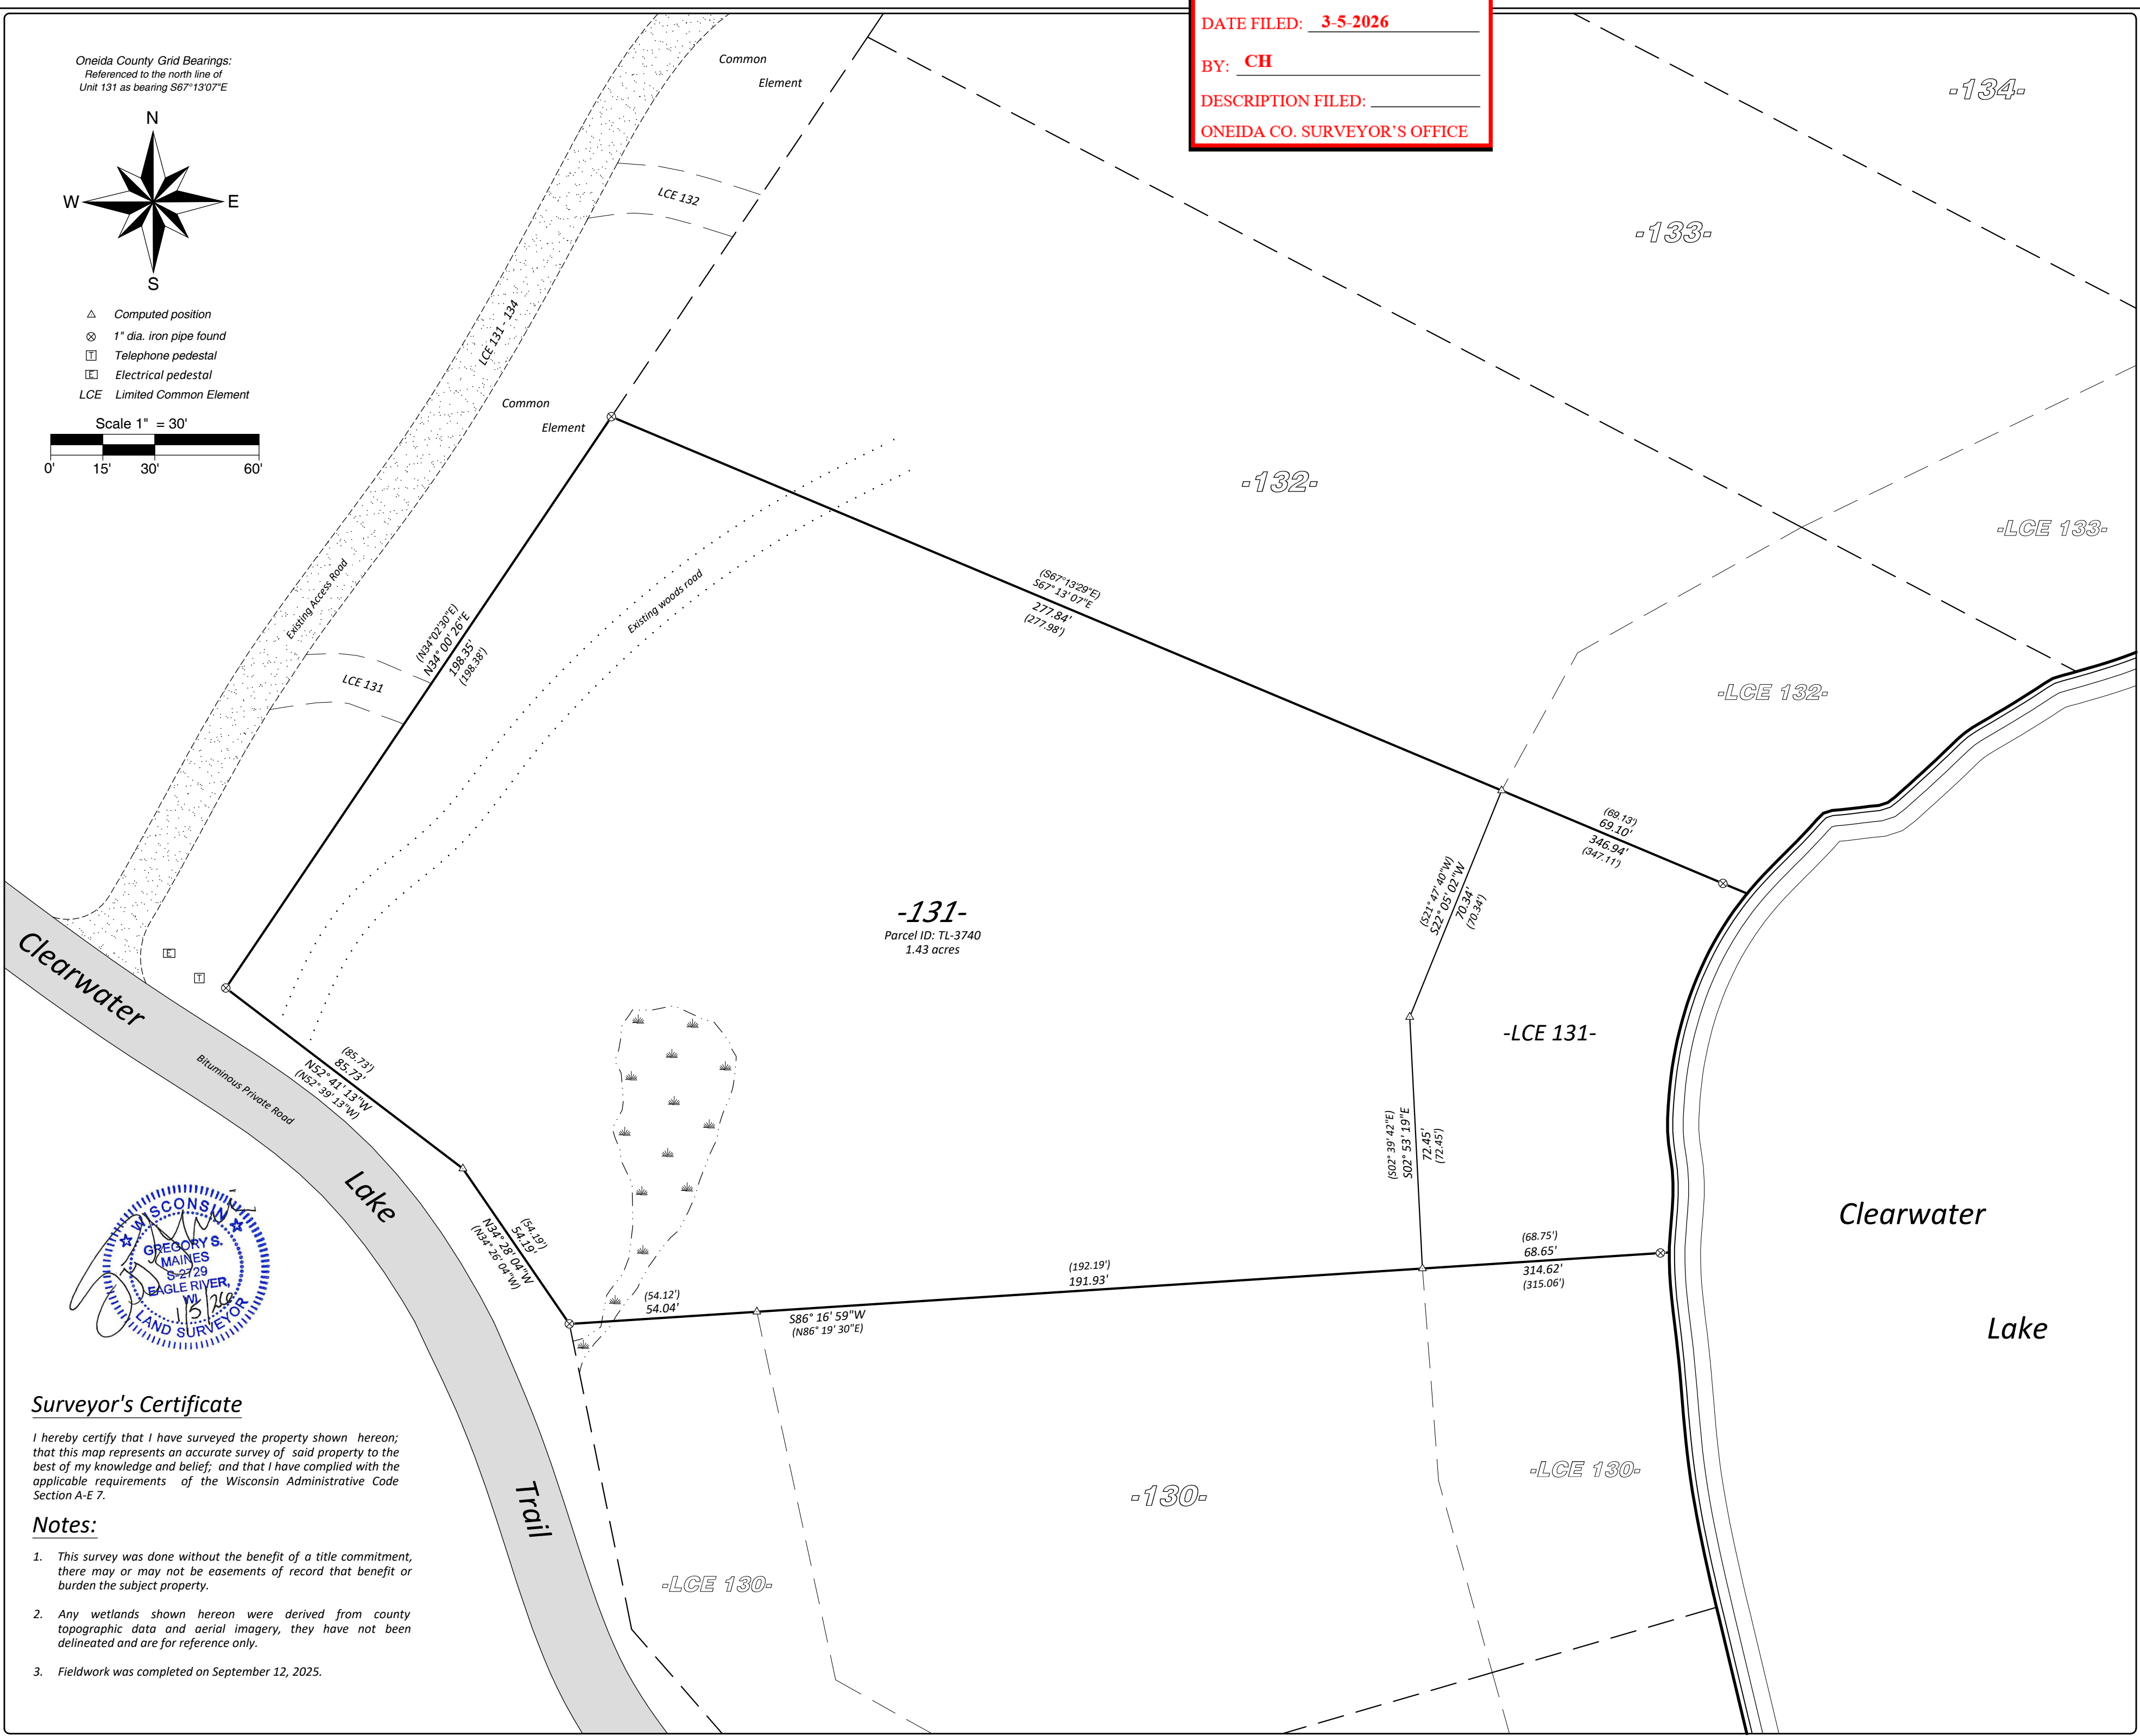 DATE FILED: 3-5-2026
BY: CH
DESCRIPTION FILED:
ONEIDA CO. SURVEYOR'S OFFICE
Oneida County Grid Bearings:
Referenced to the north line of
Unit 131 as bearing S67°13'07"E
N
W
E
S
Computed position
1" dia. iron pipe found
T Telephone pedestal
E Electrical pedestal
LCE Limited Common Element
Scale 1" = 30'
0' 15' 30' 60'
Common
Element
LCE 132
LCE 131 - 134
Common
Element
Existing Access Road
LCE 131
Existing woods road
(N34°02'30"E)
N34° 00' 26"E
198.35'
(198.38')
-134-
-133-
-132-
-LCE 133-
-LCE 132-
(S67°13'29"E)
S67° 13' 07"E
277.84'
(277.98')
(69.13')
69.10'
346.94'
(347.11')
(S21° 47' 40"W)
S22° 05' 02"W
70.34'
(70.34')
-131-
Parcel ID: TL-3740
1.43 acres
-LCE 131-
(S02° 39' 42"E)
S02° 53' 19"E
72.45'
(72.45')
E
T
Clearwater
Lake
Trail
Bituminous Private Road
(85.73')
85.73'
N52° 41' 13"W
(N52° 39' 13"W)
(54.19')
54.19'
N34° 28' 04"W
(N34° 26' 04"W)
(54.12')
54.04'
(192.19')
191.93'
S86° 16' 59"W
(N86° 19' 30"E)
(68.75')
68.65'
314.62'
(315.06')
Clearwater
Lake
-130-
-LCE 130-
-LCE 130-
WISCONSIN
GREGORY S.
MAINES
S-2729
EAGLE RIVER,
WI
LAND SURVEYOR
1/5/26
Surveyor's Certificate
I hereby certify that I have surveyed the property shown hereon;
that this map represents an accurate survey of said property to the
best of my knowledge and belief; and that I have complied with the
applicable requirements of the Wisconsin Administrative Code
Section A-E 7.
Notes:
1. This survey was done without the benefit of a title commitment,
there may or may not be easements of record that benefit or
burden the subject property.
2. Any wetlands shown hereon were derived from county
topographic data and aerial imagery, they have not been
delineated and are for reference only.
3. Fieldwork was completed on September 12, 2025.